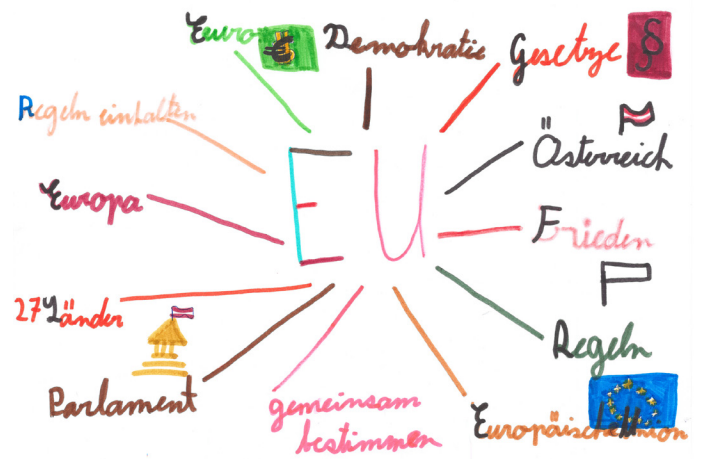 Euro
Demokratie
Gesetze
§
Regeln einhalten
Österreich
Europa
EU
Frieden
27 Länder
Regeln
Parlament
gemeinsam
bestimmen
Europäische Union